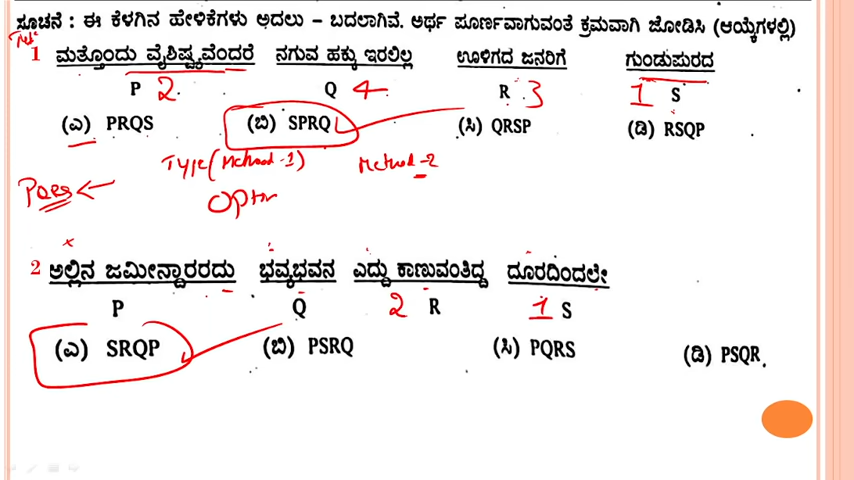 ಸೂಚನೆ : ಈ ಕೆಳಗಿನ ಹೇಳಿಕೆಗಳು ಅದಲು – ಬದಲಾಗಿವೆ. ಅರ್ಥ ಪೂರ್ಣವಾಗುವಂತೆ ಕ್ರಮವಾಗಿ ಜೋಡಿಸಿ (ಆಯ್ಕೆಗಳಲ್ಲಿ)
1 ಮತ್ತೊಂದು ವೈಶಿಷ್ಟ್ಯವೆಂದರೆ ನಗುವ ಹಕ್ಕು ಇರಲಿಲ್ಲ ಊಳಿಗದ ಜನರಿಗೆ ಗುಂಡುಪುರದ
P 2 Q 4 R 3 1 S
(ಎ) PRQS (ಬಿ) SPRQ (ಸಿ) QRSP (ಡಿ) RSQP
Type (Method-1) Method-2
2 ಅಲ್ಲಿನ ಜಮೀನ್ದಾರರದು ಭವ್ಯಭವನ ಎದ್ದು ಕಾಣುವಂತಿದ್ದ ದೂರದಿಂದಲೇ
P Q 2 R 1 S
(ಎ) SRQP (ಬಿ) PSRQ (ಸಿ) PQRS (ಡಿ) PSQR.